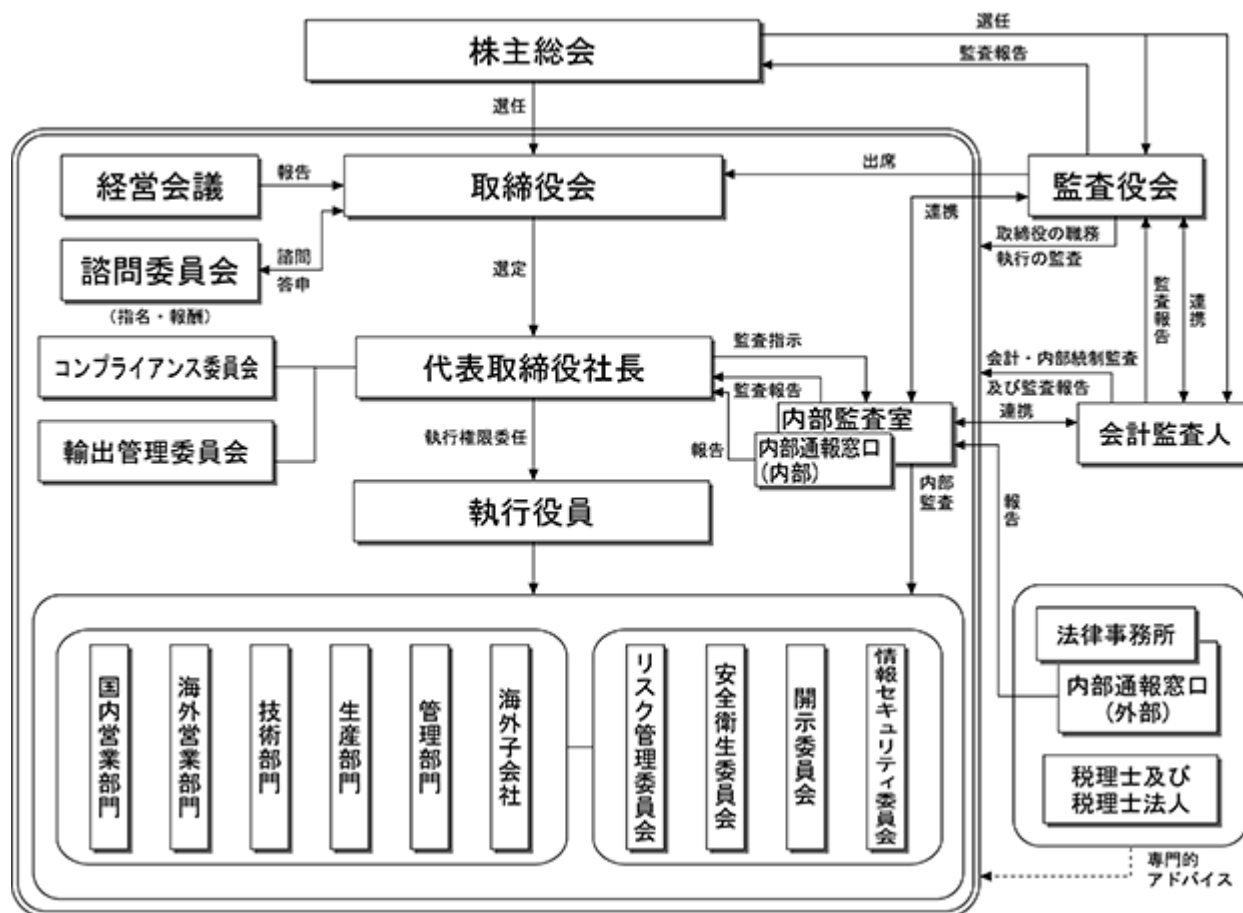 株主総会
選任
監査報告
選任
経営会議
報告
取締役会
出席
監査役会
連携
諮問委員会
(指名・報酬)
諮問
答申
選定
取締役の職務
執行の監査
監査報告
連携
コンプライアンス委員会
代表取締役社長
監査指示
監査報告
会計・内部統制監査
及び監査報告
連携
輸出管理委員会
執行権限委任
報告
内部監査室
内部通報窓口
(内部)
会計監査人
内部
監査
報告
執行役員
国内営業部門
海外営業部門
技術部門
生産部門
管理部門
海外子会社
リスク管理委員会
安全衛生委員会
開示委員会
情報セキュリティ委員会
法律事務所
内部通報窓口
(外部)
税理士及び
税理士法人
専門的
アドバイス